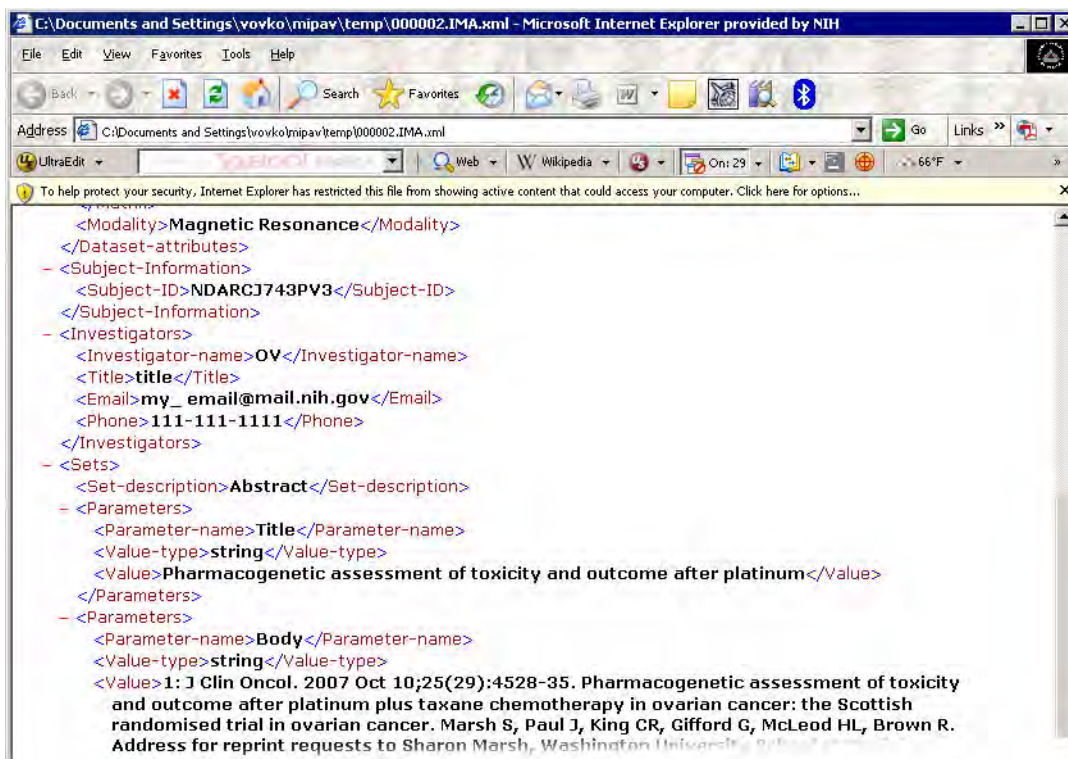 C:\Documents and Settings\vovko\mipav\temp\000002.IMA.xml - Microsoft Internet Explorer provided by NIH
File Edit View Favorites Tools Help
Back Search Favorites
Address C:\Documents and Settings\vovko\mipav\temp\000002.IMA.xml Go Links »
UltraEdit Web Wikipedia On: 29 66°F »
To help protect your security, Internet Explorer has restricted this file from showing active content that could access your computer. Click here for options...
<Modality>Magnetic Resonance</Modality>
</Dataset-attributes>
- <Subject-Information>
<Subject-ID>NDARCJ743PV3</Subject-ID>
</Subject-Information>
- <Investigators>
<Investigator-name>OV</Investigator-name>
<Title>title</Title>
<Email>my_ email@mail.nih.gov</Email>
<Phone>111-111-1111</Phone>
</Investigators>
- <Sets>
<Set-description>Abstract</Set-description>
- <Parameters>
<Parameter-name>Title</Parameter-name>
<Value-type>string</Value-type>
<Value>Pharmacogenetic assessment of toxicity and outcome after platinum</Value>
</Parameters>
- <Parameters>
<Parameter-name>Body</Parameter-name>
<Value-type>string</Value-type>
<Value>1: J Clin Oncol. 2007 Oct 10;25(29):4528-35. Pharmacogenetic assessment of toxicity
and outcome after platinum plus taxane chemotherapy in ovarian cancer: the Scottish
randomised trial in ovarian cancer. Marsh S, Paul J, King CR, Gifford G, McLeod HL, Brown R.
Address for reprint requests to Sharon Marsh, Washington University